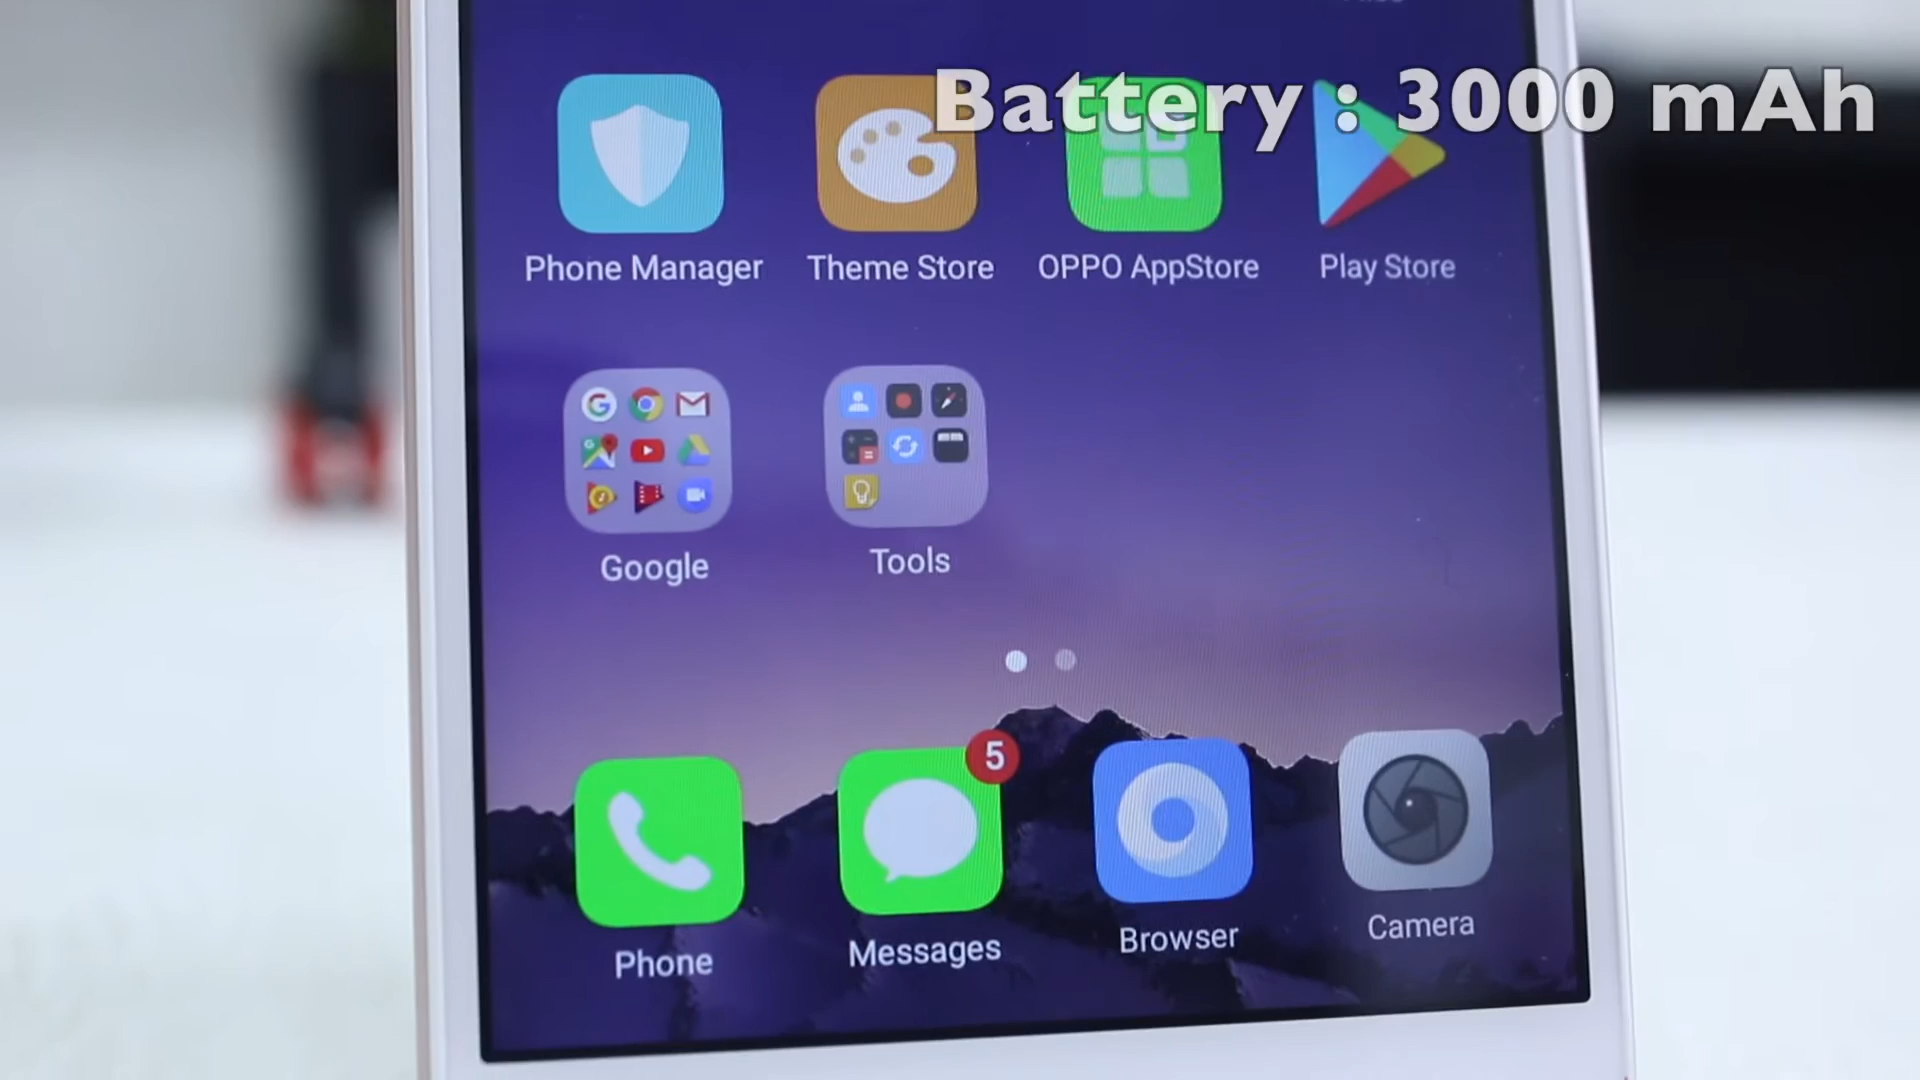 Battery : 3000 mAh
Phone Manager
Theme Store
OPPO AppStore
Play Store
Google
Tools
5
Phone
Messages
Browser
Camera